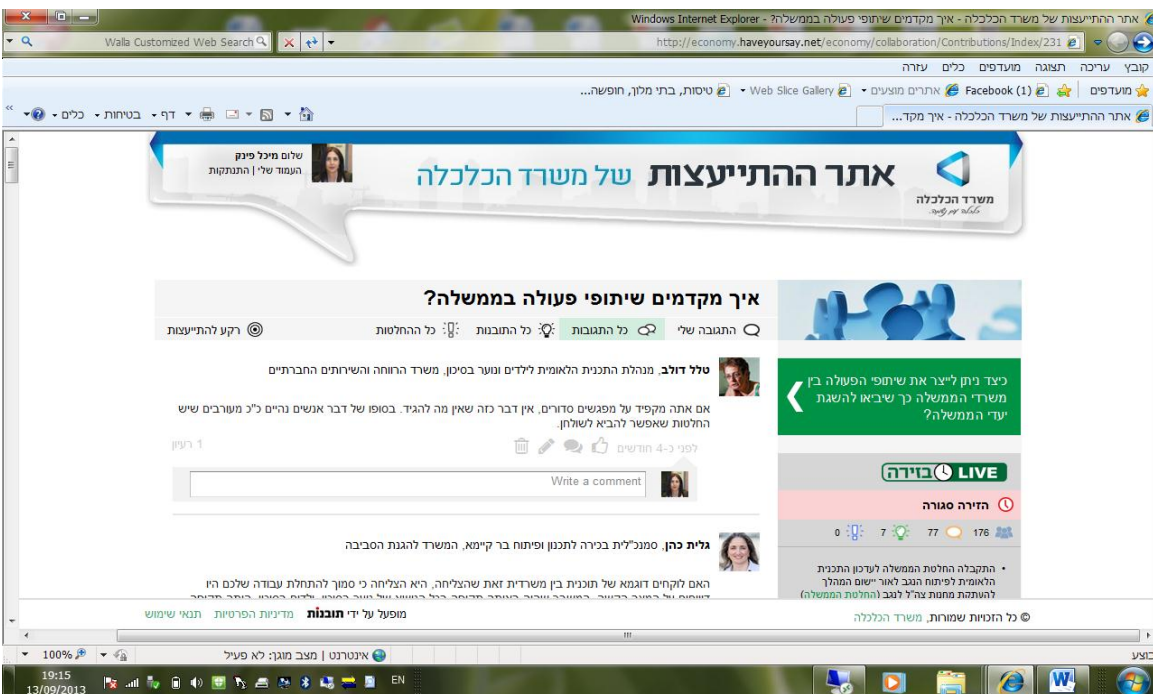 אתר ההתייעצות של משרד הכלכלה - איך מקדמים שיתופי פעולה בממשלה? - Windows Internet Explorer
http://economy.haveyoursay.net/economy/collaboration/Contributions/Index/231
Walla Customized Web Search
קובץ עריכה תצוגה מועדפים כלים עזרה
מועדפים Facebook (1) אתרים מוצעים Web Slice Gallery טיסות, בתי מלון, חופשה...
אתר ההתייעצות של משרד הכלכלה - איך מקד...
דף בטיחות כלים
משרד הכלכלה
אתר ההתייעצות של משרד הכלכלה
שלום מיכל פינק
העמוד שלי | התנתקות
איך מקדמים שיתופי פעולה בממשלה?
התגובה שלי כל התגובות כל התובנות כל ההחלטות רקע להתייעצות
טלל דולב, מנהלת התכנית הלאומית לילדים ונוער בסיכון, משרד הרווחה והשירותים החברתיים
אם אתה מקפיד על מפגשים סדורים, אין דבר כזה שאין מה להגיד. בסופו של דבר אנשים נהיים כ"כ מעורבים שיש
החלטות שאפשר להביא לשולחן.
לפני כ-4 חודשים
1 רעיון
Write a comment
גלית כהן, סמנכ"לית בכירה לתכנון ופיתוח בר קיימא, המשרד להגנת הסביבה
האם לוקחים דוגמא של תוכנית בין משרדית זאת שהצליחה, היא הצליחה כי סמוך להתחלת עבודה שלכם היו
כיצד ניתן לייצר את שיתופי הפעולה בין
משרדי הממשלה כך שיביאו להשגת
יעדי הממשלה?
LIVE בזירה
הזירה סגורה
176 77 7 0
• התקבלה החלטת הממשלה לעדכון התכנית
הלאומית לפיתוח הנגב לאור יישום המהלך
להעתקת מחנות צה"ל לנגב (החלטת הממשלה)
© כל הזכויות שמורות, משרד הכלכלה
מופעל על ידי תובנות מדיניות הפרטיות תנאי שימוש
בוצע
אינטרנט | מצב מוגן: לא פעיל
100%
EN
19:15
13/09/2013